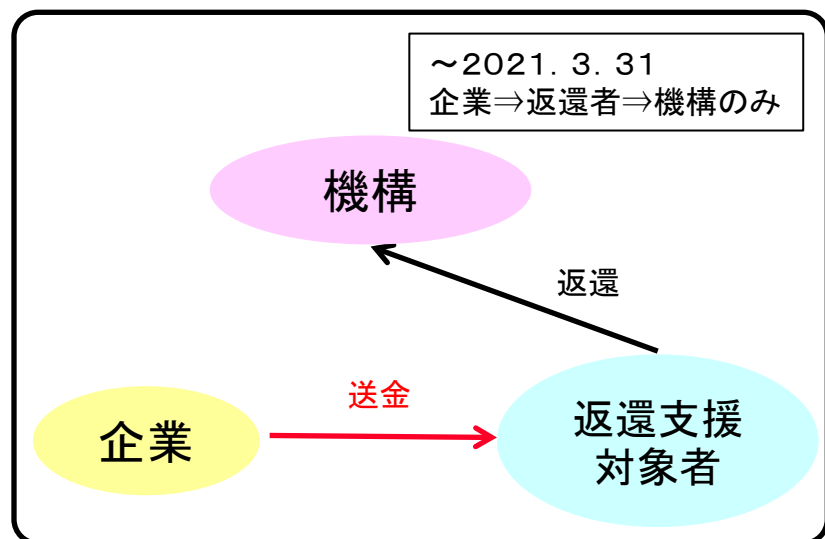 ～２０２１．３．３１
企業⇒返還者⇒機構のみ
機構
返還
送金
企業
返還支援
対象者